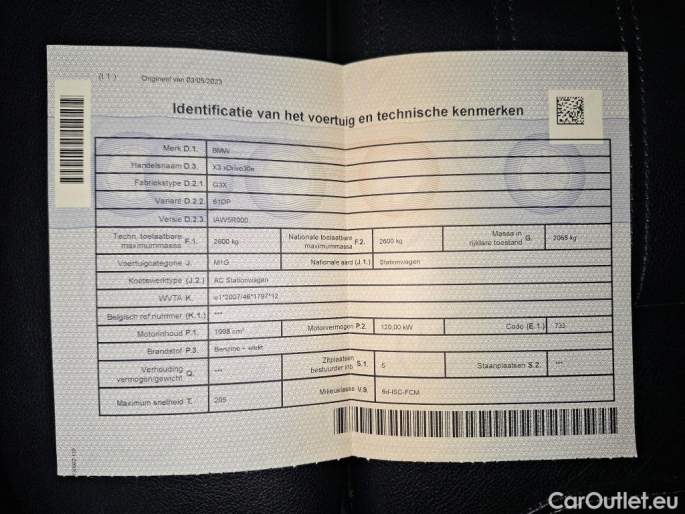 (I.1) Origineel van 03/05/2023
Identificatie van het voertuig en technische kenmerken
Merk D.1. BMW
Handelsnaam D.3. X3 xDrive30e
Fabriekstype D.2.1. G3X
Variant D.2.2. 61DP
Versie D.2.3. IAW5R000
Techn. toelaatbare maximummassa F.1. 2600 kg Nationale toelaatbare maximummassa F.2. 2600 kg Massa in rijklare toestand G. 2065 kg
Voertuigcategorie J. M1G Nationale aard (J.1.) Stationwagen
Koetswerktype (J.2.) AC Stationwagen
WVTA K. e1*2007/46*1797*12
Belgisch ref.nummer (K.1.) ***
Motorinhoud P.1. 1998 cm³ Motorvermogen P.2. 120,00 kW Code (E.1.) 733
Brandstof P.3. Benzine + elekt
Verhouding vermogen/gewicht Q. *** Zitplaatsen bestuurder inb. S.1. 5 Staanplaatsen S.2. ***
Maximum snelheid T. 205 Milieuklasse V.9. 6d-ISC-FCM
CarOutlet.eu